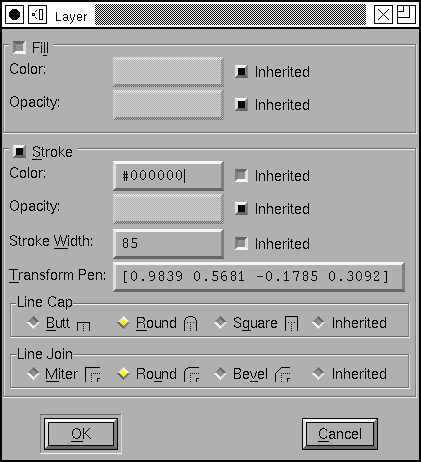 Layer
Fill
Color:
Inherited
Opacity:
Inherited
Stroke
Color: #000000
Inherited
Opacity:
Inherited
Stroke Width: 85
Inherited
Transform Pen: [0.9839 0.5681 -0.1785 0.3092]
Line Cap
Butt Round Square Inherited
Line Join
Miter Round Bevel Inherited
OK Cancel